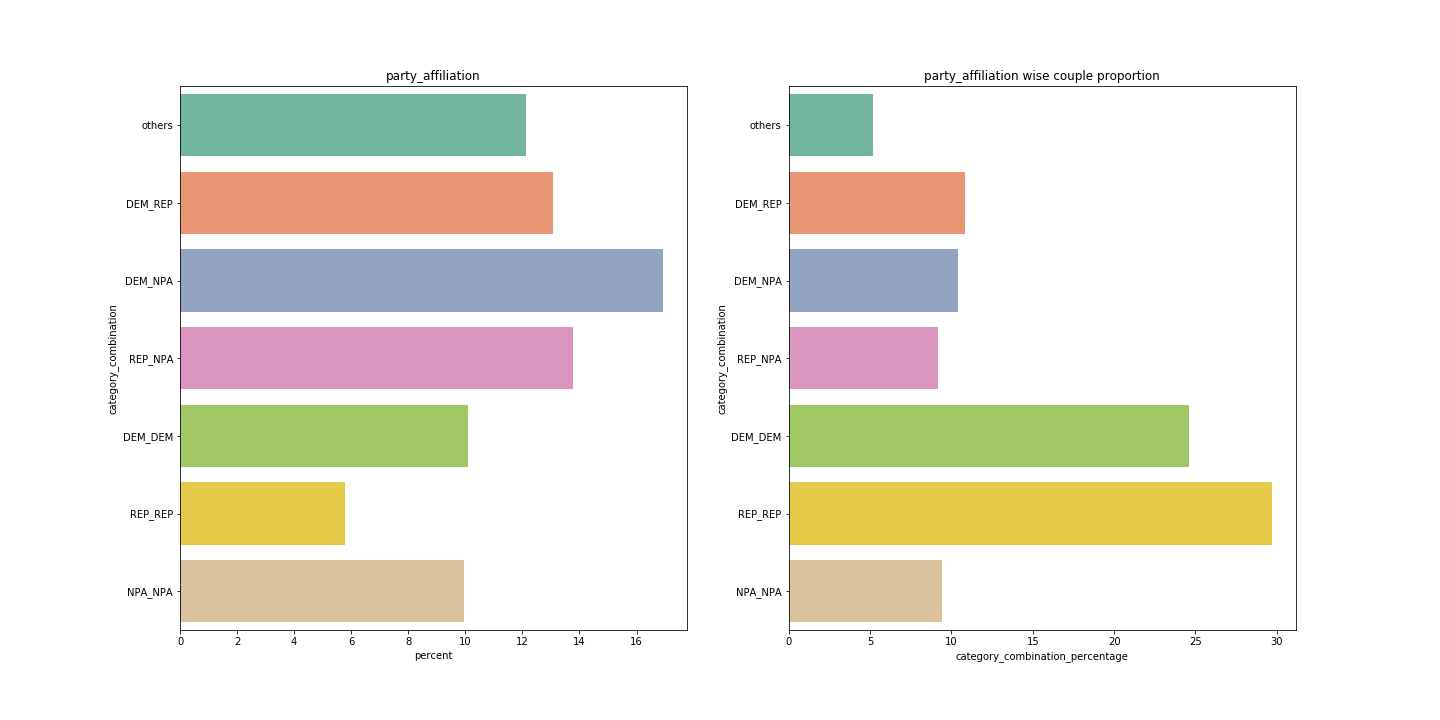 party_affiliation
others
DEM_REP
DEM_NPA
REP_NPA
DEM_DEM
REP_REP
NPA_NPA
category_combination
0 2 4 6 8 10 12 14 16
percent
party_affiliation wise couple proportion
others
DEM_REP
DEM_NPA
REP_NPA
DEM_DEM
REP_REP
NPA_NPA
category_combination
0 5 10 15 20 25 30
category_combination_percentage